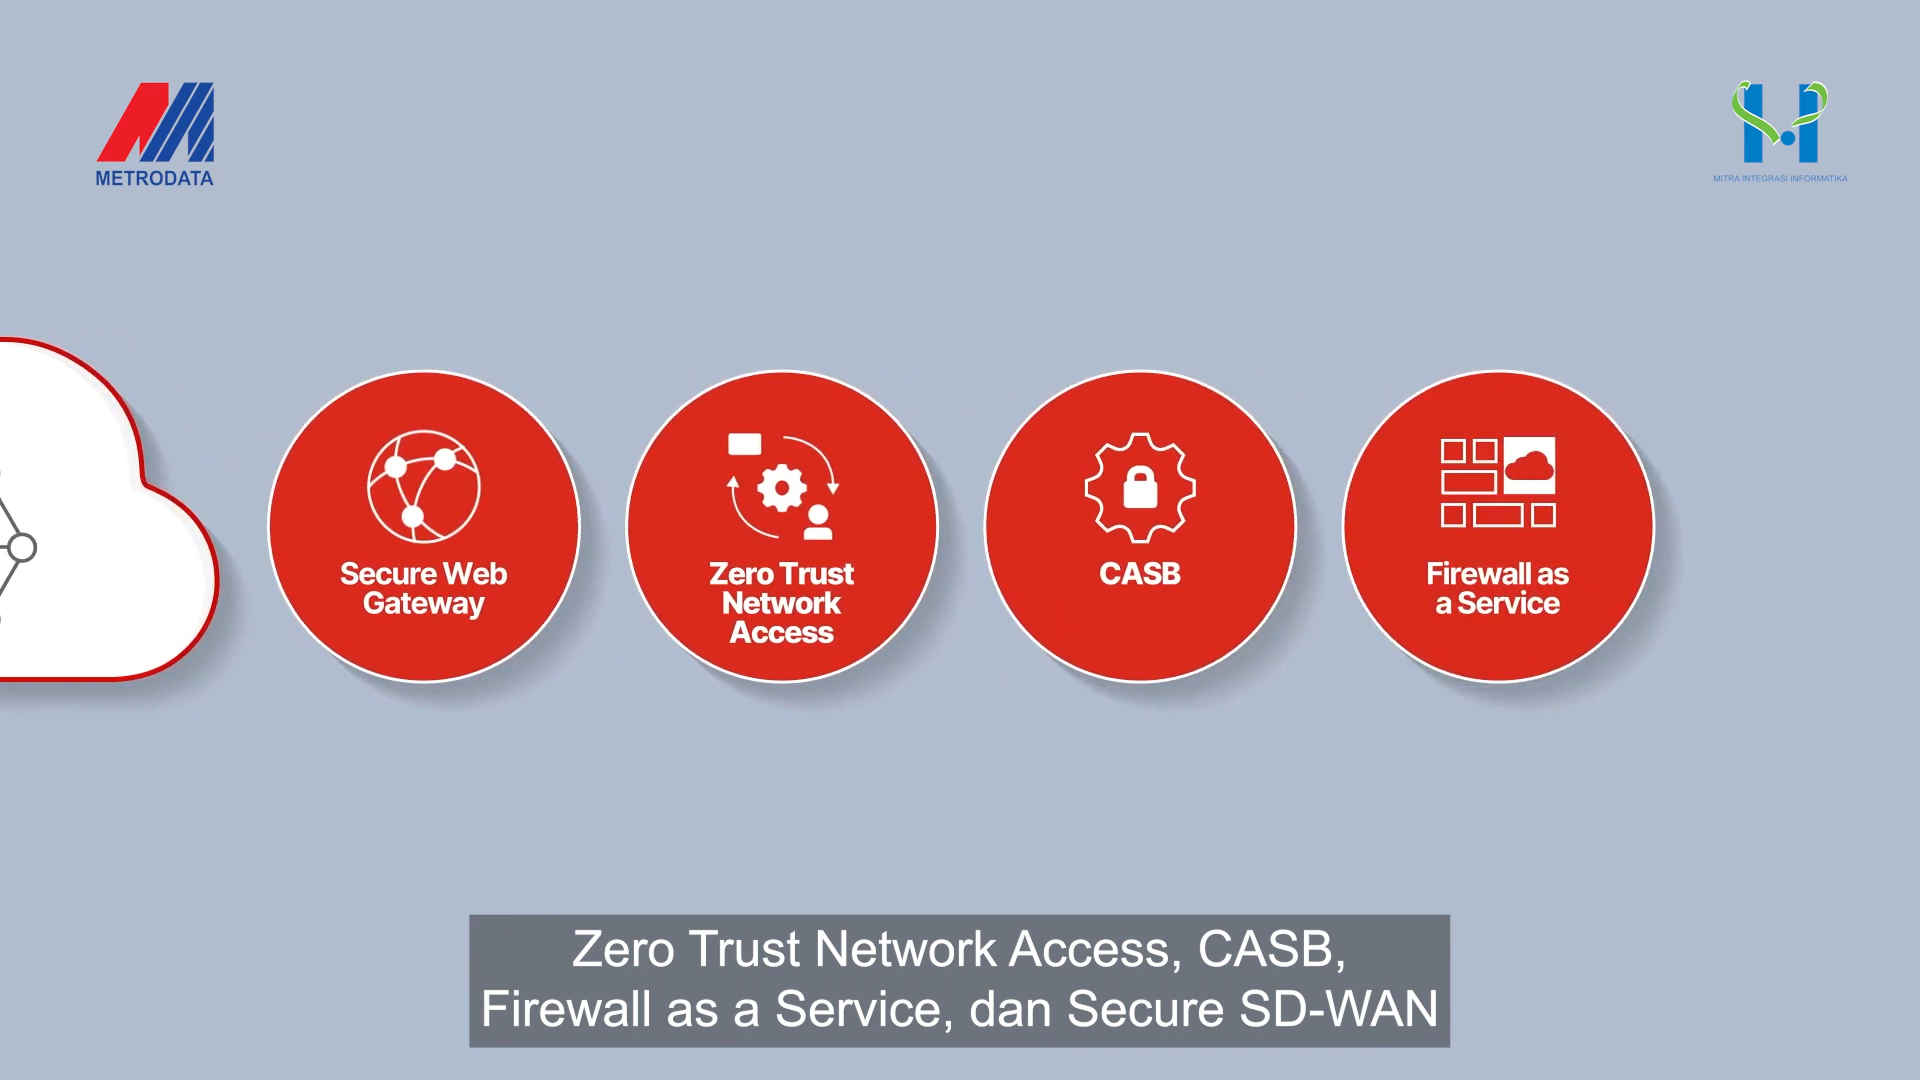 METRODATA
MITRA INTEGRASI INFORMATIKA
Secure Web
Gateway
Zero Trust
Network
Access
CASB
Firewall as
a Service
Zero Trust Network Access, CASB,
Firewall as a Service, dan Secure SD-WAN